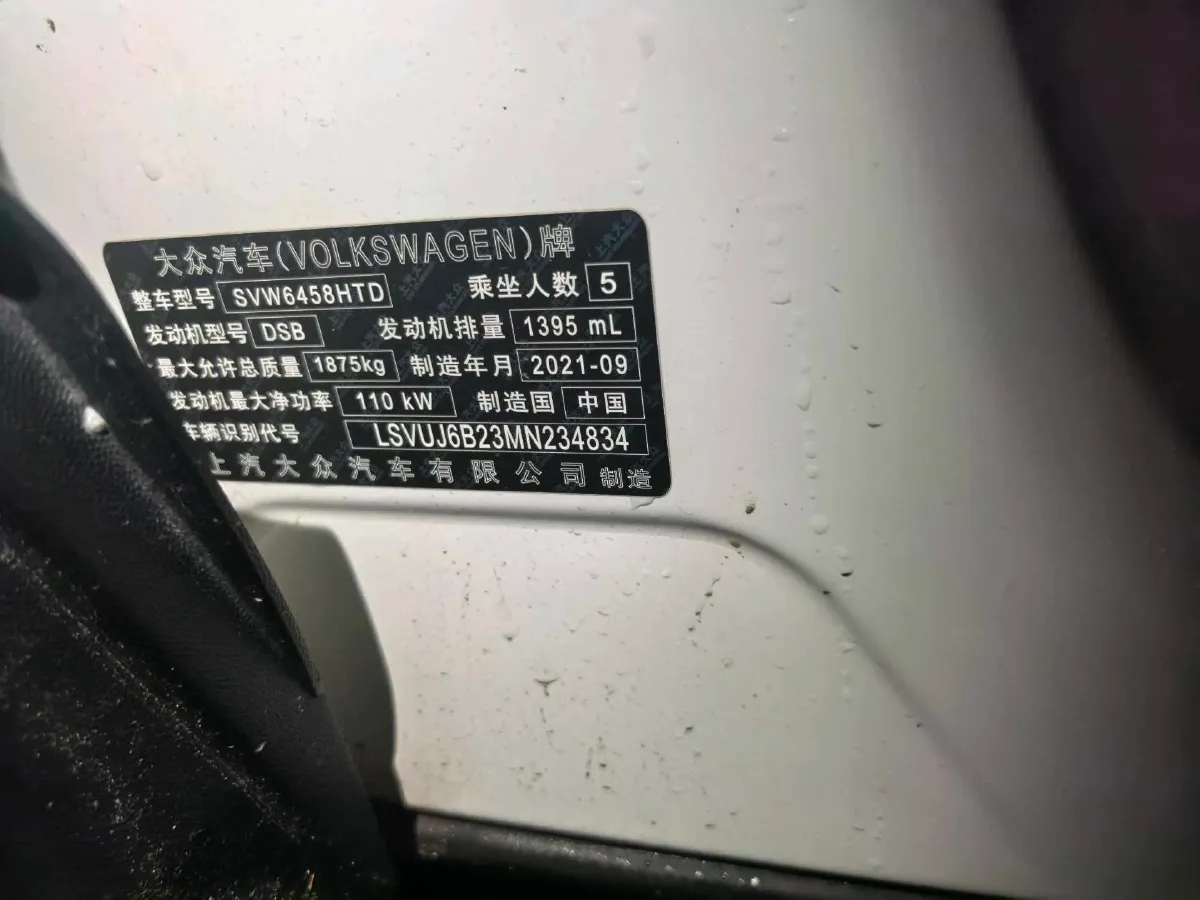 大众汽车(VOLKSWAGEN)牌
整车型号 SVW6458HTD 乘坐人数 5
发动机型号 DSB 发动机排量 1395 mL
最大允许总质量 1875kg 制造年月 2021-09
发动机最大净功率 110 kW 制造国 中国
车辆识别代号 LSVUJ6B23MN234834
上汽大众汽车有限公司 制造